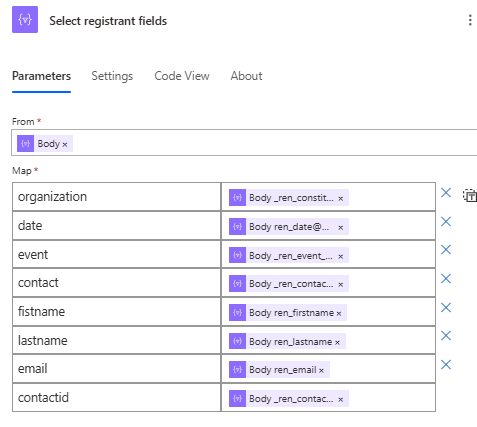 Select registrant fields
Parameters Settings Code View About
From *
Body ×
Map *
organization Body _ren_constit... ×
date Body ren_date@... ×
event Body _ren_event_... ×
contact Body _ren_contac... ×
fistname Body ren_firstname ×
lastname Body ren_lastname ×
email Body ren_email ×
contactid Body _ren_contac... ×